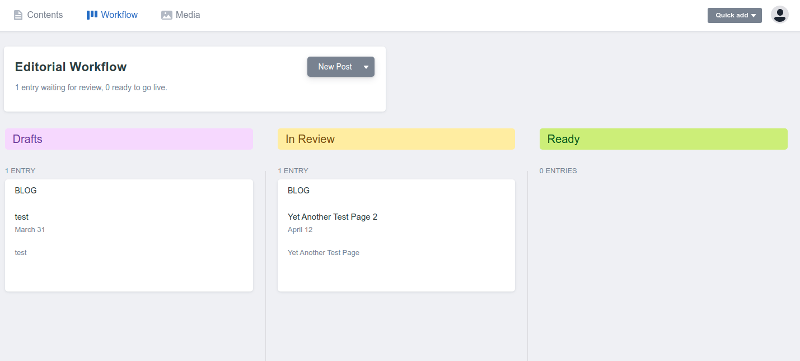 Contents
Workflow
Media
Quick add
Editorial Workflow
New Post
1 entry waiting for review, 0 ready to go live.
Drafts
In Review
Ready
1 ENTRY
1 ENTRY
0 ENTRIES
BLOG
test
March 31
test
BLOG
Yet Another Test Page 2
April 12
Yet Another Test Page